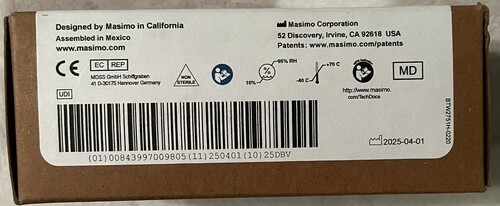 Designed by Masimo in California
Assembled in Mexico
www.masimo.com
Masimo Corporation
52 Discovery, Irvine, CA 92618 USA
Patents: www.masimo.com/patents
CE
EC REP
MOSS GmbH Schiffgraben
41 D-30175 Hannover Germany
NON
STERILE
10%
~95% RH
-40 C
+70 C
http://www.masimo.
com/TechDocs
MD
UDI
BTW2751H-0220
2025-04-01
(01)00843997009805(11)250401(10)25DBV